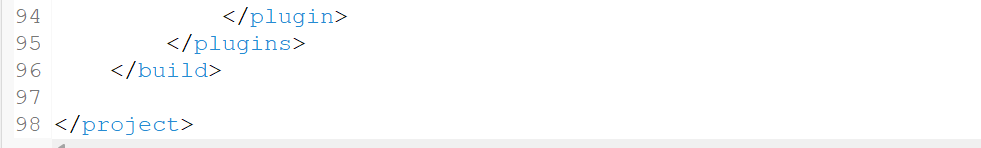 94            </plugin>
95        </plugins>
96    </build>
97
98 </project>